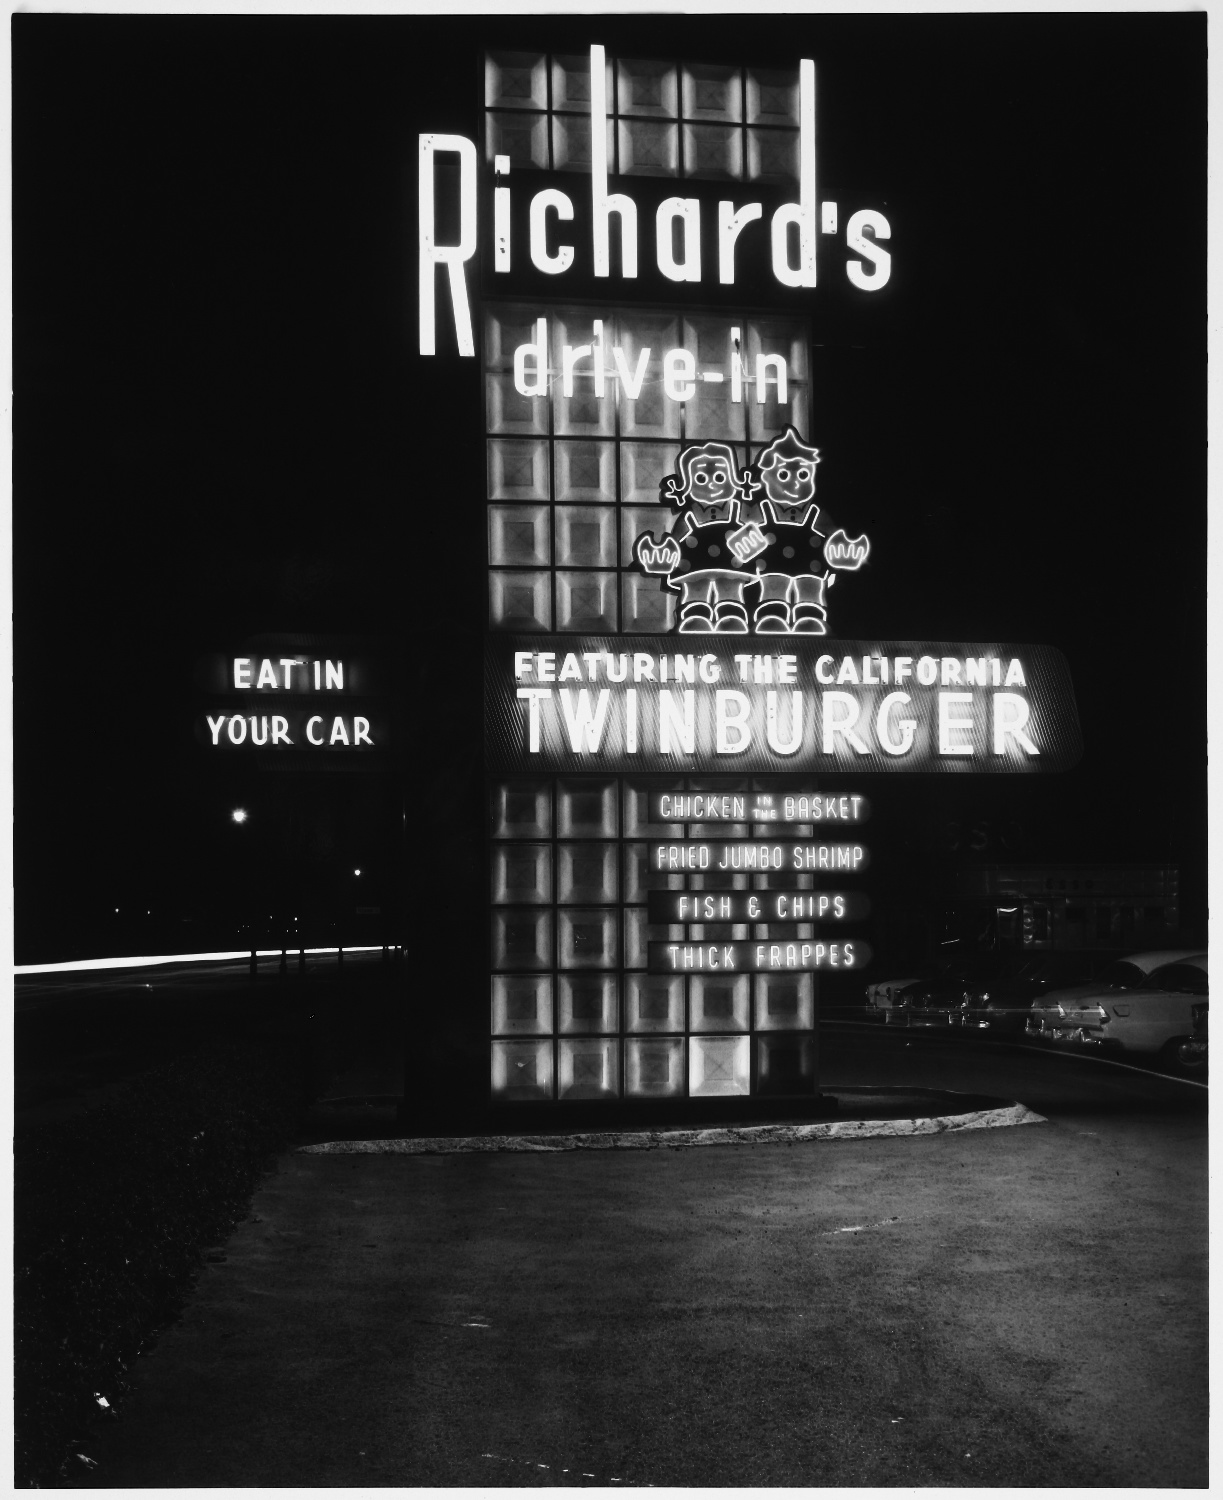 Richard's
drive-in
EAT IN
YOUR CAR
FEATURING THE CALIFORNIA
TWINBURGER
CHICKEN IN THE BASKET
FRIED JUMBO SHRIMP
FISH & CHIPS
THICK FRAPPES